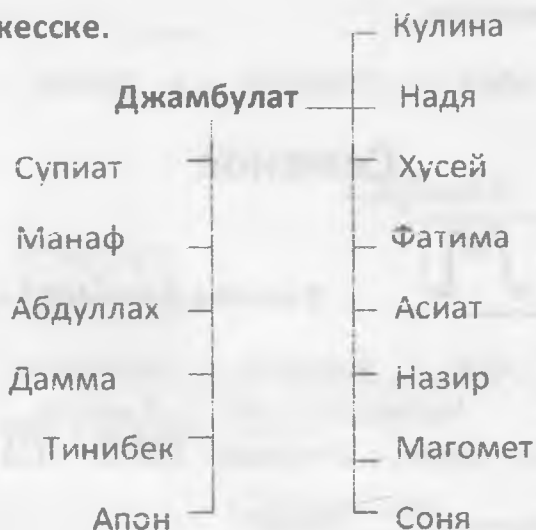 кесске.
Кулина
Джамбулат Надя
Супиат Хусей
Манаф Фатима
Абдуллах Асиат
Дамма Назир
Тинибек Магомет
Апон Соня